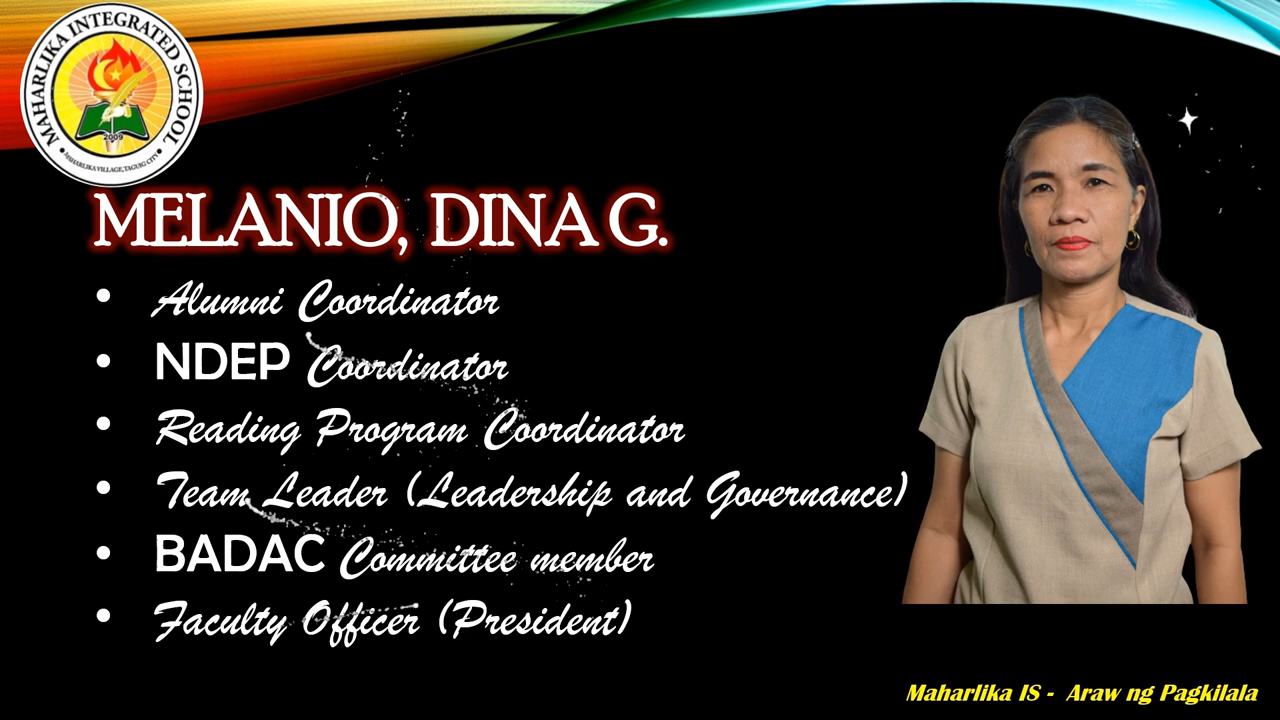 MAHARLIKA INTEGRATED SCHOOL
2009
MAHARLIKA VILLAGE, TAGUIG CITY
MELANIO, DINA G.
• Alumni Coordinator
• NDEP Coordinator
• Reading Program Coordinator
• Team Leader (Leadership and Governance)
• BADAC Committee member
• Faculty Officer (President)
Maharlika IS - Araw ng Pagkilala